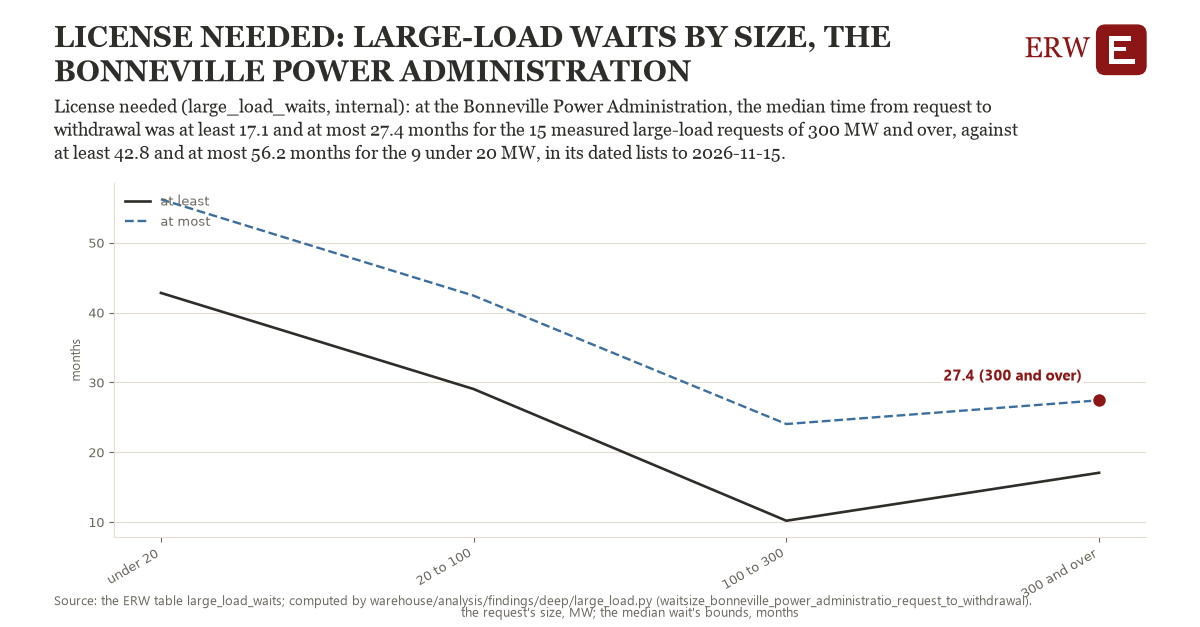 LICENSE NEEDED: LARGE-LOAD WAITS BY SIZE, THE
BONNEVILLE POWER ADMINISTRATION
ERW E
License needed (large_load_waits, internal): at the Bonneville Power Administration, the median time from request to
withdrawal was at least 17.1 and at most 27.4 months for the 15 measured large-load requests of 300 MW and over, against
at least 42.8 and at most 56.2 months for the 9 under 20 MW, in its dated lists to 2026-11-15.
at least
at most
50
40
30
20
10
months
27.4 (300 and over)
under 20
20 to 100
100 to 300
300 and over
Source: the ERW table large_load_waits; computed by warehouse/analysis/findings/deep/large_load.py (waitsize_bonneville_power_administratio_request_to_withdrawal).
the request's size, MW; the median wait's bounds, months